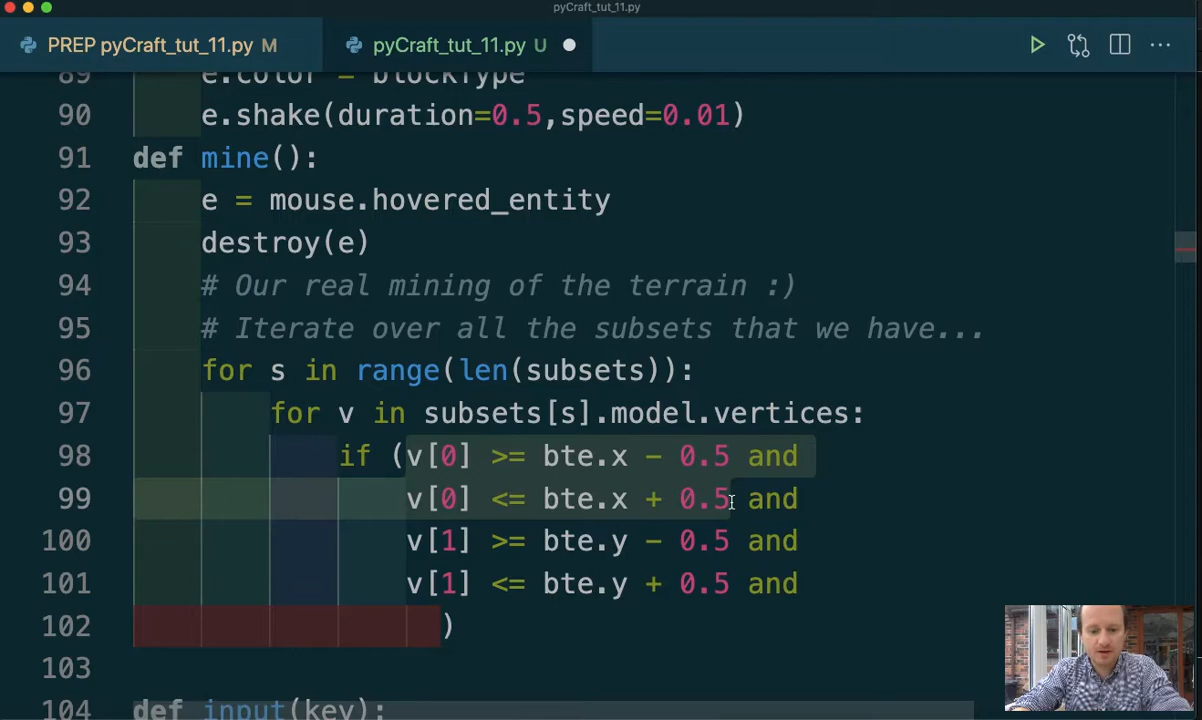 pyCraft_tut_11.py
PREP pyCraft_tut_11.py M
pyCraft_tut_11.py U
89 e.color = blockType
90 e.shake(duration=0.5,speed=0.01)
91 def mine():
92 e = mouse.hovered_entity
93 destroy(e)
94 # Our real mining of the terrain :)
95 # Iterate over all the subsets that we have...
96 for s in range(len(subsets)):
97 for v in subsets[s].model.vertices:
98 if (v[0] >= bte.x - 0.5 and
99 v[0] <= bte.x + 0.5 and
100 v[1] >= bte.y - 0.5 and
101 v[1] <= bte.y + 0.5 and
102 )
103
104 def input(key):